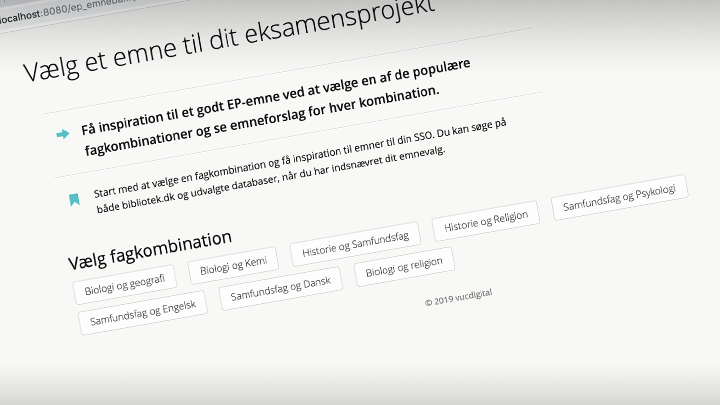 localhost:8080/ep_emnebank
Vælg et emne til dit eksamensprojekt
Få inspiration til et godt EP-emne ved at vælge en af de populære
fagkombinationer og se emneforslag for hver kombination.
Start med at vælge en fagkombination og få inspiration til emner til din SSO. Du kan søge på
både bibliotek.dk og udvalgte databaser, når du har indsnævret dit emnevalg.
Vælg fagkombination
Biologi og geografi Biologi og Kemi Historie og Samfundsfag Historie og Religion Samfundsfag og Psykologi
Samfundsfag og Engelsk Samfundsfag og Dansk Biologi og religion
© 2019 vucdigital